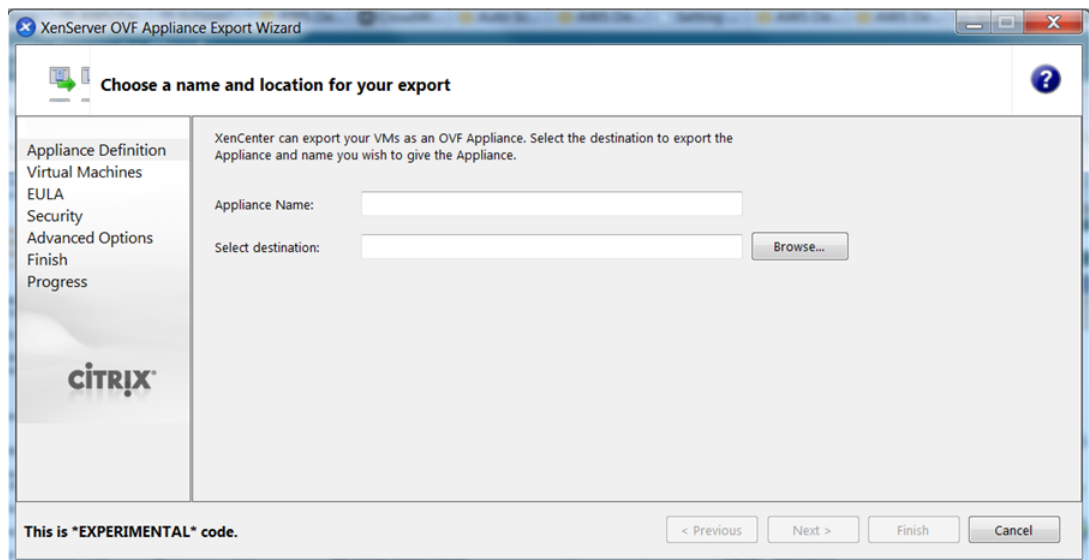 XenServer OVF Appliance Export Wizard
Choose a name and location for your export
Appliance Definition
Virtual Machines
EULA
Security
Advanced Options
Finish
Progress
CİTRIX
XenCenter can export your VMs as an OVF Appliance. Select the destination to export the
Appliance and name you wish to give the Appliance.
Appliance Name:
Select destination:
Browse...
This is *EXPERIMENTAL* code.
< Previous
Next >
Finish
Cancel